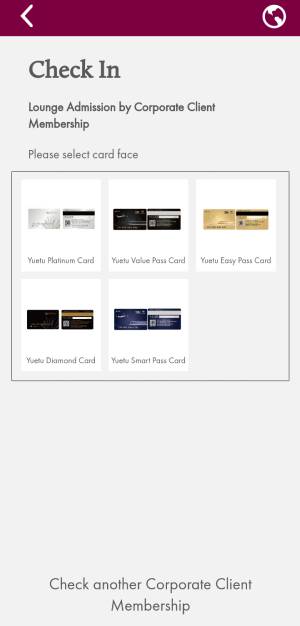 Check In
Lounge Admission by Corporate Client
Membership
Please select card face
Yuetu Platinum Card
Yuetu Value Pass Card
Yuetu Easy Pass Card
Yuetu Diamond Card
Yuetu Smart Pass Card
Check another Corporate Client
Membership